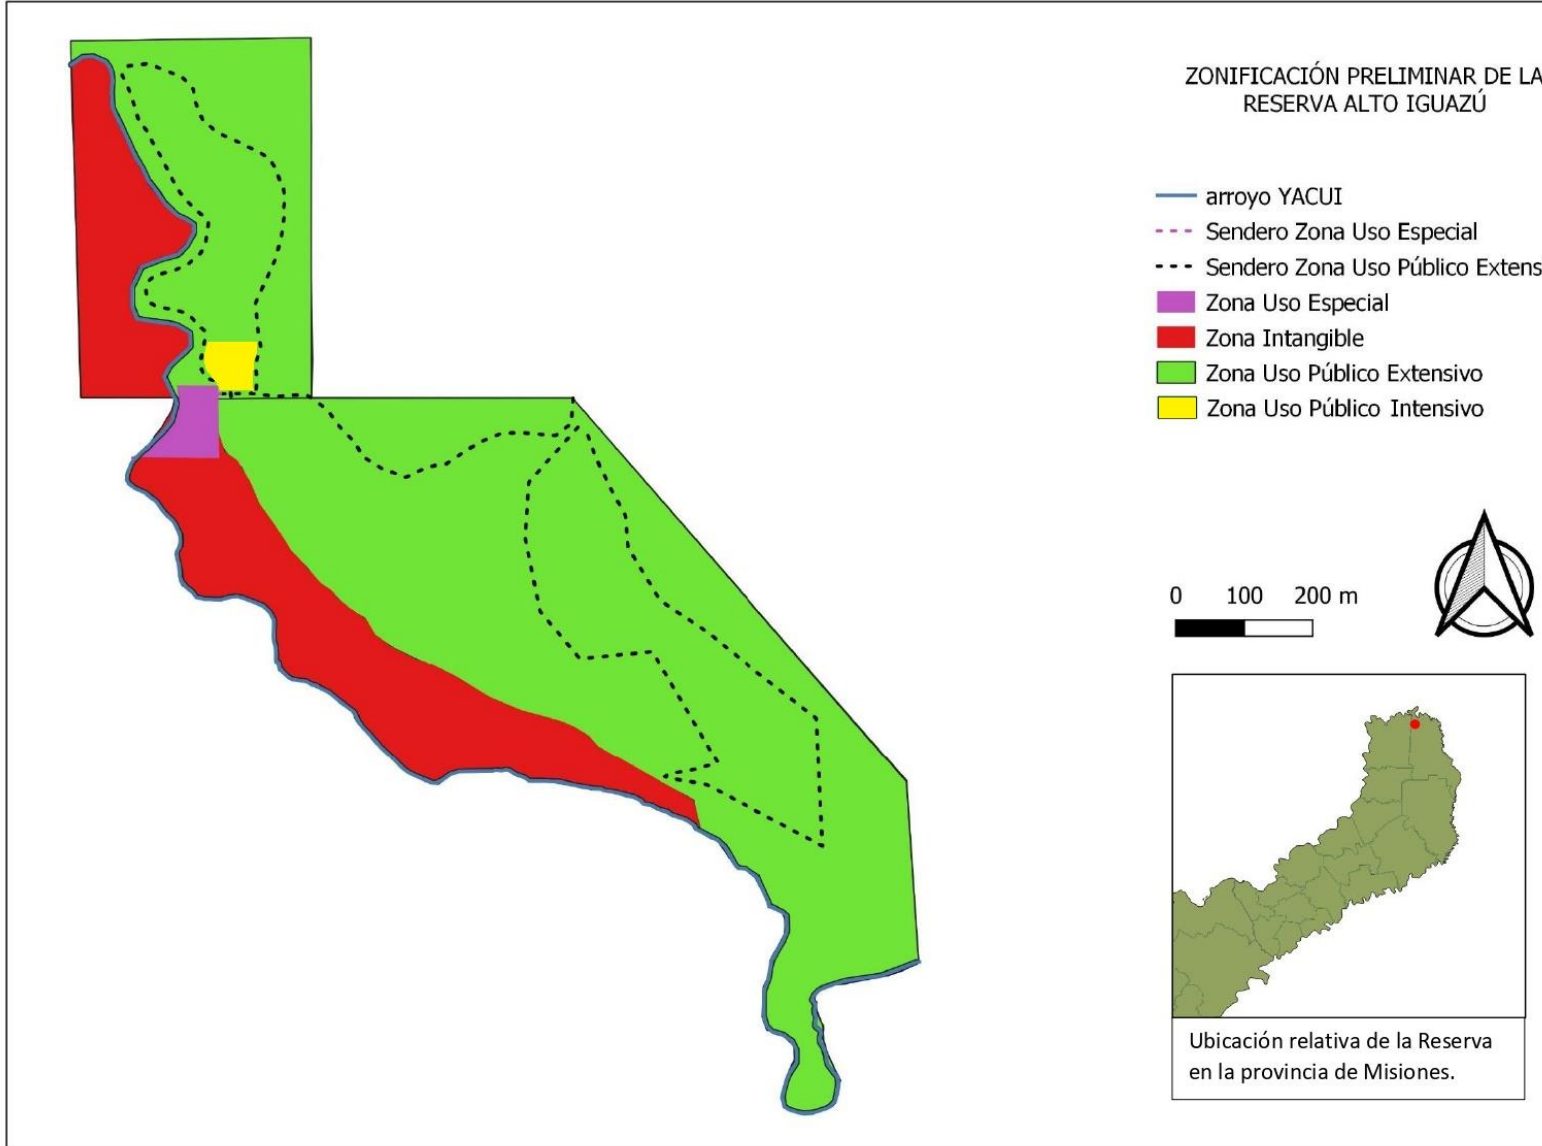 ZONIFICACIÓN PRELIMINAR DE LA
RESERVA ALTO IGUAZÚ
arroyo YACUI
Sendero Zona Uso Especial
Sendero Zona Uso Público Extens
Zona Uso Especial
Zona Intangible
Zona Uso Público Extensivo
Zona Uso Público Intensivo
0 100 200 m
Ubicación relativa de la Reserva
en la provincia de Misiones.